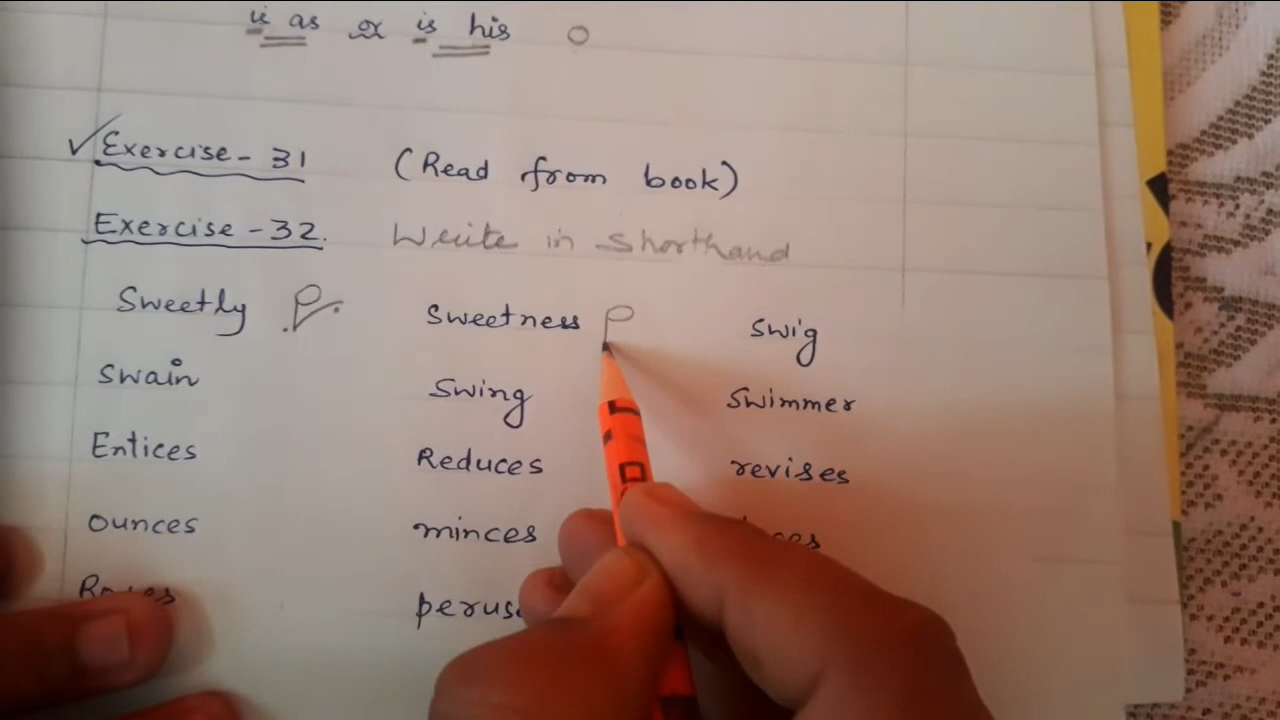 is as or is his
Exercise - 31 (Read from book)
Exercise - 32. Write in Shorthand
Sweetly Sweetness Swig
Swain Swing Swimmer
Entices Reduces revises
ounces minces